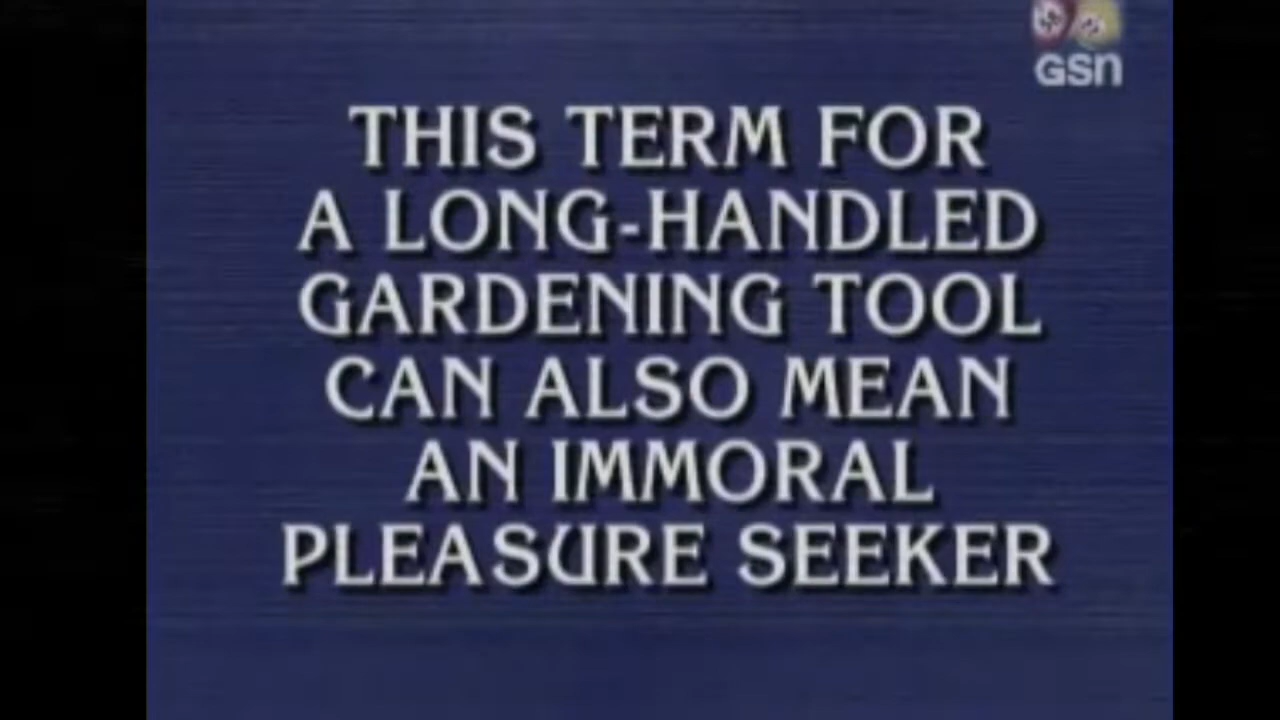 GSN
THIS TERM FOR
A LONG-HANDLED
GARDENING TOOL
CAN ALSO MEAN
AN IMMORAL
PLEASURE SEEKER